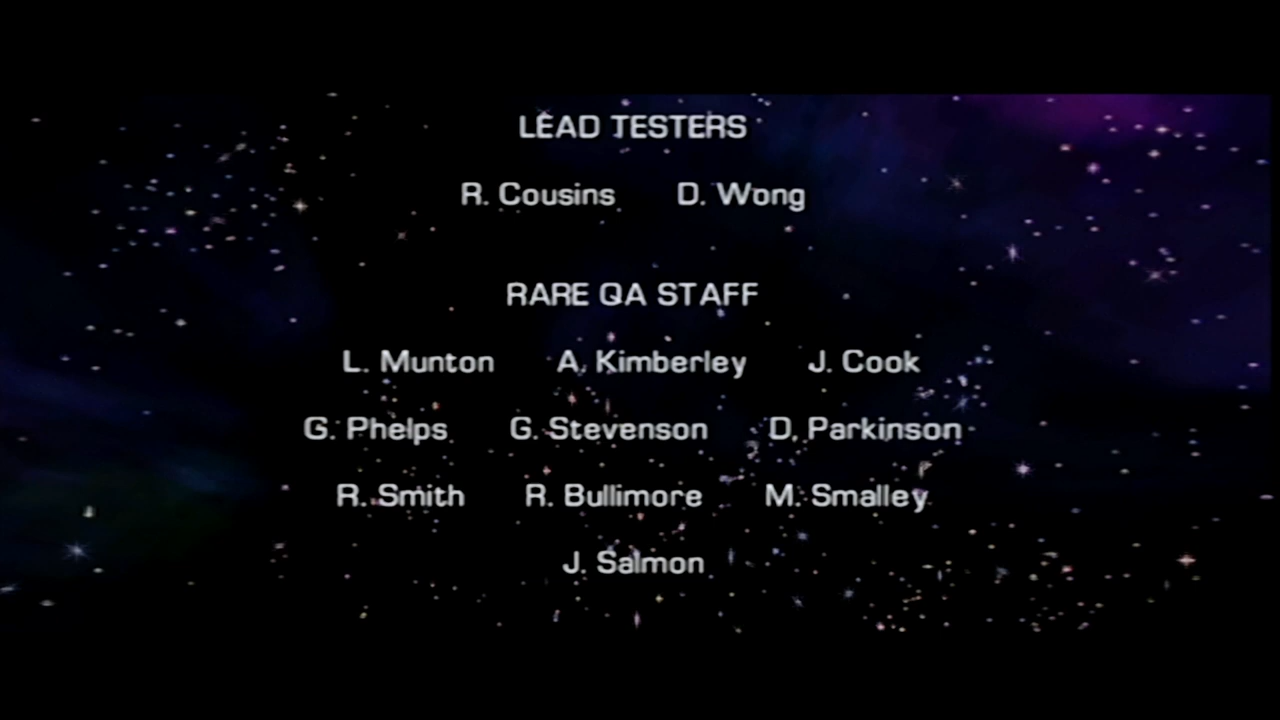 LEAD TESTERS
R. Cousins D. Wong
RARE QA STAFF
L. Munton A. Kimberley J. Cook
G. Phelps G. Stevenson D. Parkinson
R. Smith R. Bullimore M. Smalley
J. Salmon